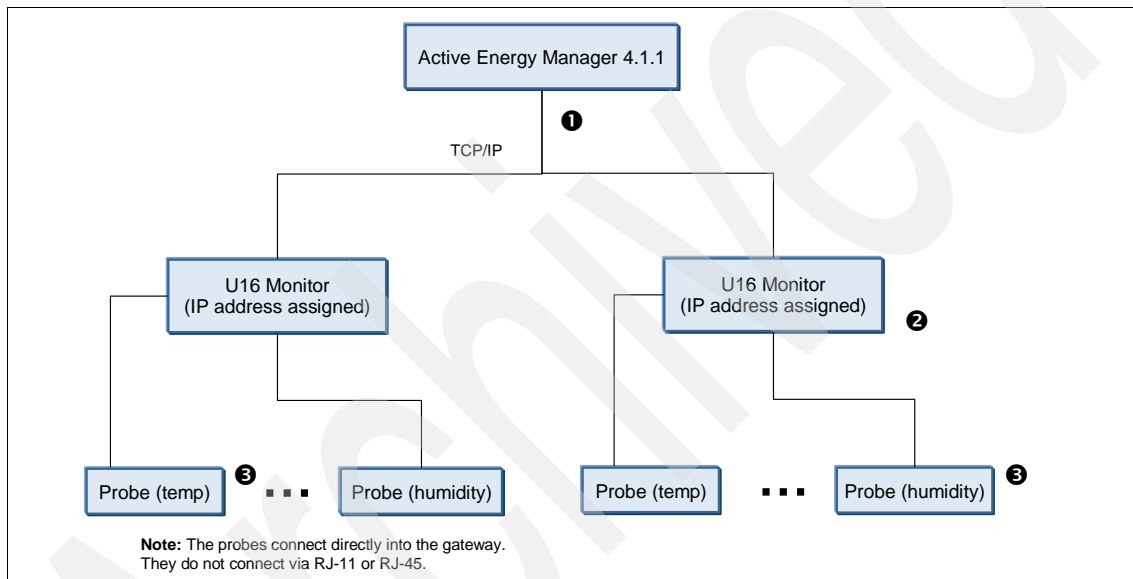 Active Energy Manager 4.1.1
❶
TCP/IP
U16 Monitor
(IP address assigned)
U16 Monitor
(IP address assigned)
❷
Probe (temp)
❸
Probe (humidity)
Probe (temp)
Probe (humidity)
❸
Note: The probes connect directly into the gateway.
They do not connect via RJ-11 or RJ-45.
Archived